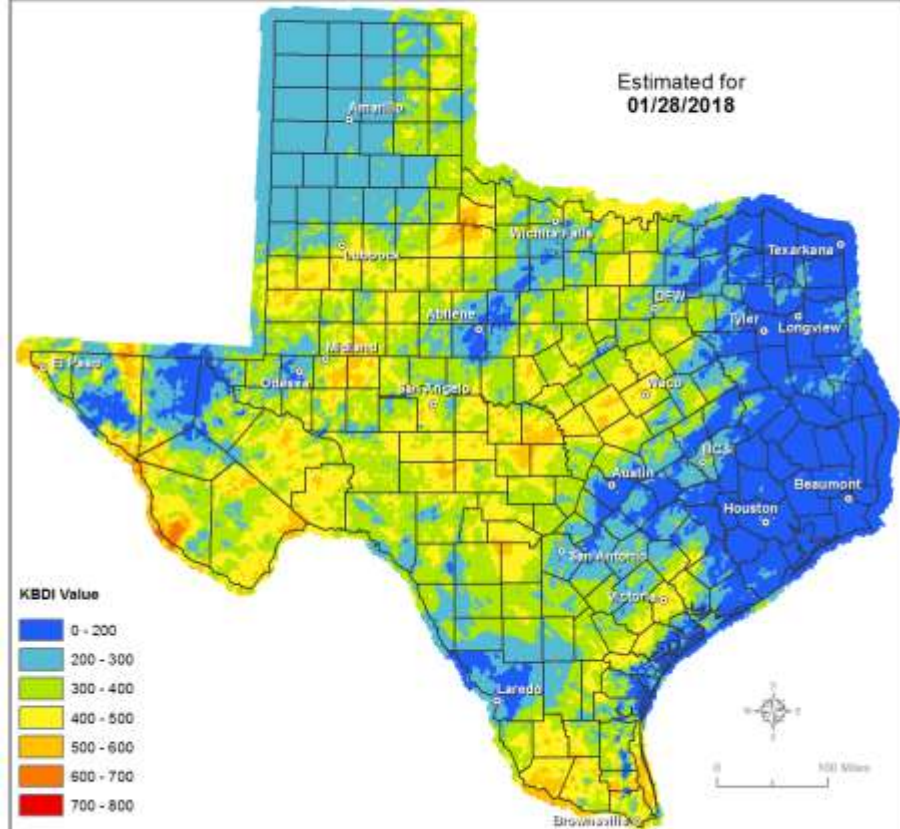 Estimated for
01/28/2018
Amarillo
Wichita Falls
Texarkana
Lubbock
DFW
Abilene
Tyler
Longview
Midland
El Paso
Odessa
San Angelo
Waco
BCS
Austin
Beaumont
Houston
San Antonio
Victoria
KBDI Value
0 - 200
200 - 300
300 - 400
400 - 500
500 - 600
600 - 700
700 - 800
Laredo
0 100 Miles
Brownsville